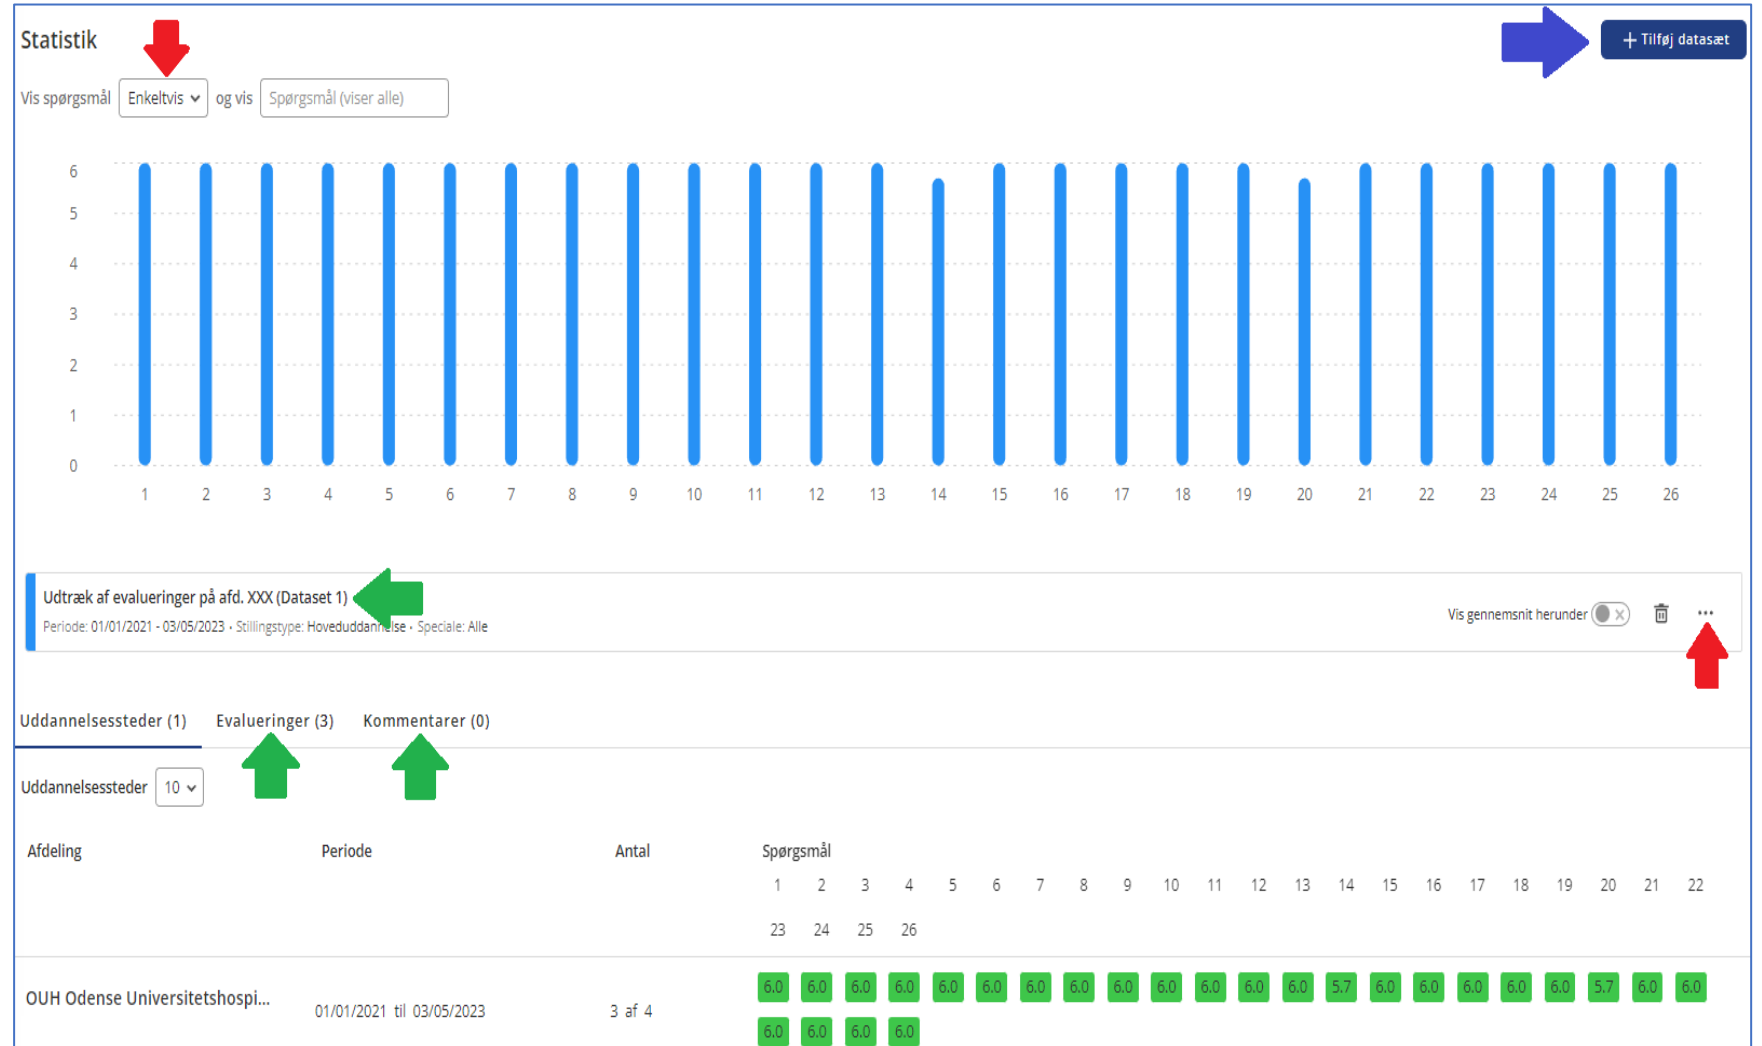 Statistik
+ Tilføj datasæt
Vis spørgsmål Enkeltvis og vis Spørgsmål (viser alle)
6
5
4
3
2
1
0
1 2 3 4 5 6 7 8 9 10 11 12 13 14 15 16 17 18 19 20 21 22 23 24 25 26
Udtræk af evalueringer på afd. XXX (Dataset 1)
Periode: 01/01/2021 - 03/05/2023 • Stillingstype: Hoveduddannelse • Speciale: Alle
Vis gennemsnit herunder
Uddannelsessteder (1) Evalueringer (3) Kommentarer (0)
Uddannelsessteder 10
Afdeling Periode Antal Spørgsmål
1 2 3 4 5 6 7 8 9 10 11 12 13 14 15 16 17 18 19 20 21 22
23 24 25 26
OUH Odense Universitetshospi... 01/01/2021 til 03/05/2023 3 af 4 6.0 6.0 6.0 6.0 6.0 6.0 6.0 6.0 6.0 6.0 6.0 6.0 6.0 5.7 6.0 6.0 6.0 6.0 6.0 5.7 6.0 6.0
6.0 6.0 6.0 6.0